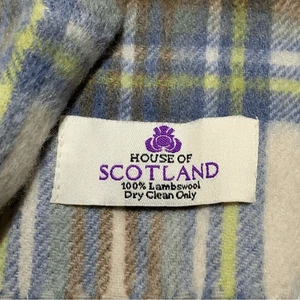 HOUSE OF
SCOTLAND
100% Lambswool
Dry Clean Only